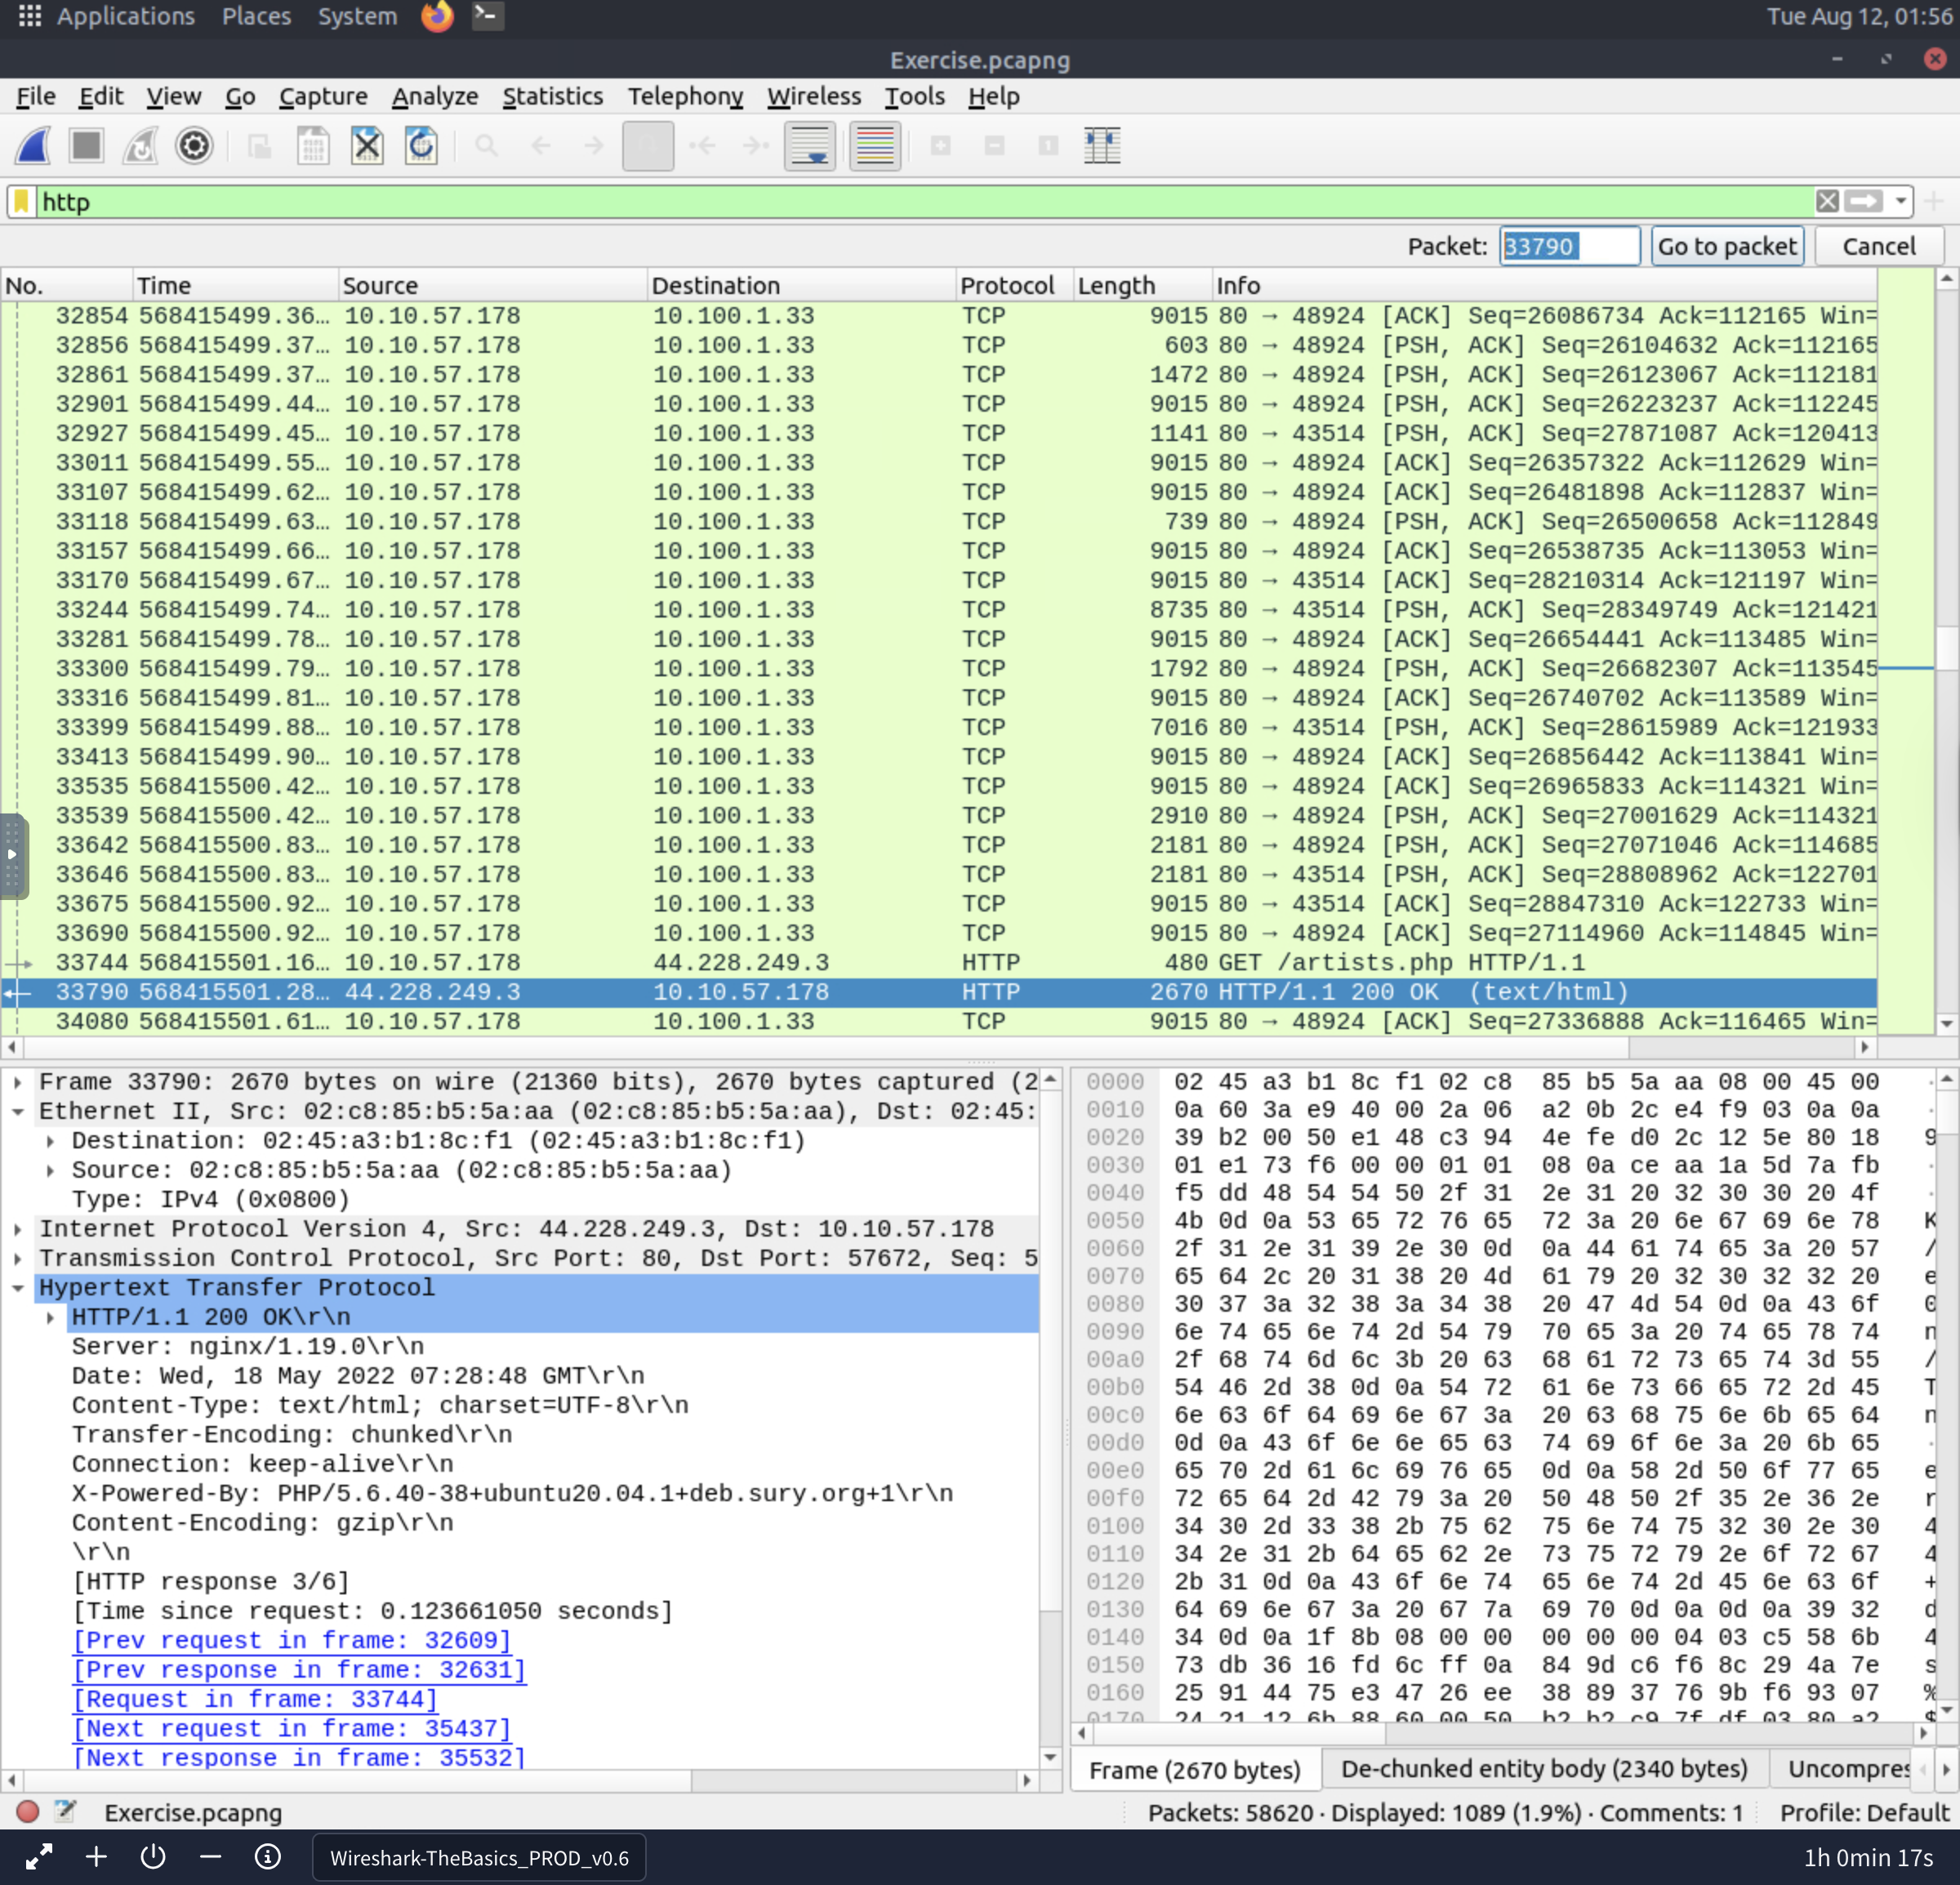 Applications Places System Tue Aug 12, 01:56
Exercise.pcapng
File Edit View Go Capture Analyze Statistics Telephony Wireless Tools Help
http
Packet: 33790 Go to packet Cancel
No. Time Source Destination Protocol Length Info
32854 568415499.36… 10.10.57.178 10.100.1.33 TCP 9015 80 → 48924 [ACK] Seq=26086734 Ack=112165 Win=
32856 568415499.37… 10.10.57.178 10.100.1.33 TCP 603 80 → 48924 [PSH, ACK] Seq=26104632 Ack=112165
32861 568415499.37… 10.10.57.178 10.100.1.33 TCP 1472 80 → 48924 [PSH, ACK] Seq=26123067 Ack=112181
32901 568415499.44… 10.10.57.178 10.100.1.33 TCP 9015 80 → 48924 [PSH, ACK] Seq=26223237 Ack=112245
32927 568415499.45… 10.10.57.178 10.100.1.33 TCP 1141 80 → 43514 [PSH, ACK] Seq=27871087 Ack=120413
33011 568415499.55… 10.10.57.178 10.100.1.33 TCP 9015 80 → 48924 [ACK] Seq=26357322 Ack=112629 Win=
33107 568415499.62… 10.10.57.178 10.100.1.33 TCP 9015 80 → 48924 [ACK] Seq=26481898 Ack=112837 Win=
33118 568415499.63… 10.10.57.178 10.100.1.33 TCP 739 80 → 48924 [PSH, ACK] Seq=26500658 Ack=112849
33157 568415499.66… 10.10.57.178 10.100.1.33 TCP 9015 80 → 48924 [ACK] Seq=26538735 Ack=113053 Win=
33170 568415499.67… 10.10.57.178 10.100.1.33 TCP 9015 80 → 43514 [ACK] Seq=28210314 Ack=121197 Win=
33244 568415499.74… 10.10.57.178 10.100.1.33 TCP 8735 80 → 43514 [PSH, ACK] Seq=28349749 Ack=121421
33281 568415499.78… 10.10.57.178 10.100.1.33 TCP 9015 80 → 48924 [ACK] Seq=26654441 Ack=113485 Win=
33300 568415499.79… 10.10.57.178 10.100.1.33 TCP 1792 80 → 48924 [PSH, ACK] Seq=26682307 Ack=113545
33316 568415499.81… 10.10.57.178 10.100.1.33 TCP 9015 80 → 48924 [ACK] Seq=26740702 Ack=113589 Win=
33399 568415499.88… 10.10.57.178 10.100.1.33 TCP 7016 80 → 43514 [PSH, ACK] Seq=28615989 Ack=121933
33413 568415499.90… 10.10.57.178 10.100.1.33 TCP 9015 80 → 48924 [ACK] Seq=26856442 Ack=113841 Win=
33535 568415500.42… 10.10.57.178 10.100.1.33 TCP 9015 80 → 48924 [ACK] Seq=26965833 Ack=114321 Win=
33539 568415500.42… 10.10.57.178 10.100.1.33 TCP 2910 80 → 48924 [PSH, ACK] Seq=27001629 Ack=114321
33642 568415500.83… 10.10.57.178 10.100.1.33 TCP 2181 80 → 48924 [PSH, ACK] Seq=27071046 Ack=114685
33646 568415500.83… 10.10.57.178 10.100.1.33 TCP 2181 80 → 43514 [PSH, ACK] Seq=28808962 Ack=122701
33675 568415500.92… 10.10.57.178 10.100.1.33 TCP 9015 80 → 43514 [ACK] Seq=28847310 Ack=122733 Win=
33690 568415500.92… 10.10.57.178 10.100.1.33 TCP 9015 80 → 48924 [ACK] Seq=27114960 Ack=114845 Win=
33744 568415501.16… 10.10.57.178 44.228.249.3 HTTP 480 GET /artists.php HTTP/1.1
33790 568415501.28… 44.228.249.3 10.10.57.178 HTTP 2670 HTTP/1.1 200 OK (text/html)
34080 568415501.61… 10.10.57.178 10.100.1.33 TCP 9015 80 → 48924 [ACK] Seq=27336888 Ack=116465 Win=
Frame 33790: 2670 bytes on wire (21360 bits), 2670 bytes captured (2
Ethernet II, Src: 02:c8:85:b5:5a:aa (02:c8:85:b5:5a:aa), Dst: 02:45:
Destination: 02:45:a3:b1:8c:f1 (02:45:a3:b1:8c:f1)
Source: 02:c8:85:b5:5a:aa (02:c8:85:b5:5a:aa)
Type: IPv4 (0x0800)
Internet Protocol Version 4, Src: 44.228.249.3, Dst: 10.10.57.178
Transmission Control Protocol, Src Port: 80, Dst Port: 57672, Seq: 5
Hypertext Transfer Protocol
HTTP/1.1 200 OK\r\n
Server: nginx/1.19.0\r\n
Date: Wed, 18 May 2022 07:28:48 GMT\r\n
Content-Type: text/html; charset=UTF-8\r\n
Transfer-Encoding: chunked\r\n
Connection: keep-alive\r\n
X-Powered-By: PHP/5.6.40-38+ubuntu20.04.1+deb.sury.org+1\r\n
Content-Encoding: gzip\r\n
\r\n
[HTTP response 3/6]
[Time since request: 0.123661050 seconds]
[Prev request in frame: 32609]
[Prev response in frame: 32631]
[Request in frame: 33744]
[Next request in frame: 35437]
[Next response in frame: 35532]
0000 02 45 a3 b1 8c f1 02 c8 85 b5 5a aa 08 00 45 00 ·
0010 0a 60 3a e9 40 00 2a 06 a2 0b 2c e4 f9 03 0a 0a ·
0020 39 b2 00 50 e1 48 c3 94 4e fe d0 2c 12 5e 80 18 9
0030 01 e1 73 f6 00 00 01 01 08 0a ce aa 1a 5d 7a fb ·
0040 f5 dd 48 54 54 50 2f 31 2e 31 20 32 30 30 20 4f ·
0050 4b 0d 0a 53 65 72 76 65 72 3a 20 6e 67 69 6e 78 K
0060 2f 31 2e 31 39 2e 30 0d 0a 44 61 74 65 3a 20 57 /
0070 65 64 2c 20 31 38 20 4d 61 79 20 32 30 32 32 20 e
0080 30 37 3a 32 38 3a 34 38 20 47 4d 54 0d 0a 43 6f 0
0090 6e 74 65 6e 74 2d 54 79 70 65 3a 20 74 65 78 74 n
00a0 2f 68 74 6d 6c 3b 20 63 68 61 72 73 65 74 3d 55 /
00b0 54 46 2d 38 0d 0a 54 72 61 6e 73 66 65 72 2d 45 T
00c0 6e 63 6f 64 69 6e 67 3a 20 63 68 75 6e 6b 65 64 n
00d0 0d 0a 43 6f 6e 6e 65 63 74 69 6f 6e 3a 20 6b 65 ·
00e0 65 70 2d 61 6c 69 76 65 0d 0a 58 2d 50 6f 77 65 e
00f0 72 65 64 2d 42 79 3a 20 50 48 50 2f 35 2e 36 2e r
0100 34 30 2d 33 38 2b 75 62 75 6e 74 75 32 30 2e 30 4
0110 34 2e 31 2b 64 65 62 2e 73 75 72 79 2e 6f 72 67 4
0120 2b 31 0d 0a 43 6f 6e 74 65 6e 74 2d 45 6e 63 6f +
0130 64 69 6e 67 3a 20 67 7a 69 70 0d 0a 0d 0a 39 32 d
0140 34 0d 0a 1f 8b 08 00 00 00 00 00 04 03 c5 58 6b 4
0150 73 db 36 16 fd 6c ff 0a 84 9d c6 f6 8c 29 4a 7e s
0160 25 91 44 75 e3 47 26 ee 38 89 37 76 9b f6 93 07 %
0170 24 21 12 6b 88 60 00 50 b2 b2 c9 7f df 03 80 a2 $
Frame (2670 bytes) De-chunked entity body (2340 bytes) Uncompres
Exercise.pcapng Packets: 58620 · Displayed: 1089 (1.9%) · Comments: 1 Profile: Default
Wireshark-TheBasics_PROD_v0.6 1h 0min 17s